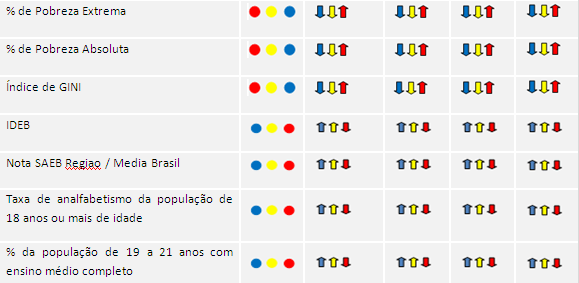 % de Pobreza Extrema
% de Pobreza Absoluta
Índice de GINI
IDEB
Nota SAEB Regiao / Media Brasil
Taxa de analfabetismo da população de
18 anos ou mais de idade
% da população de 19 a 21 anos com
ensino médio completo